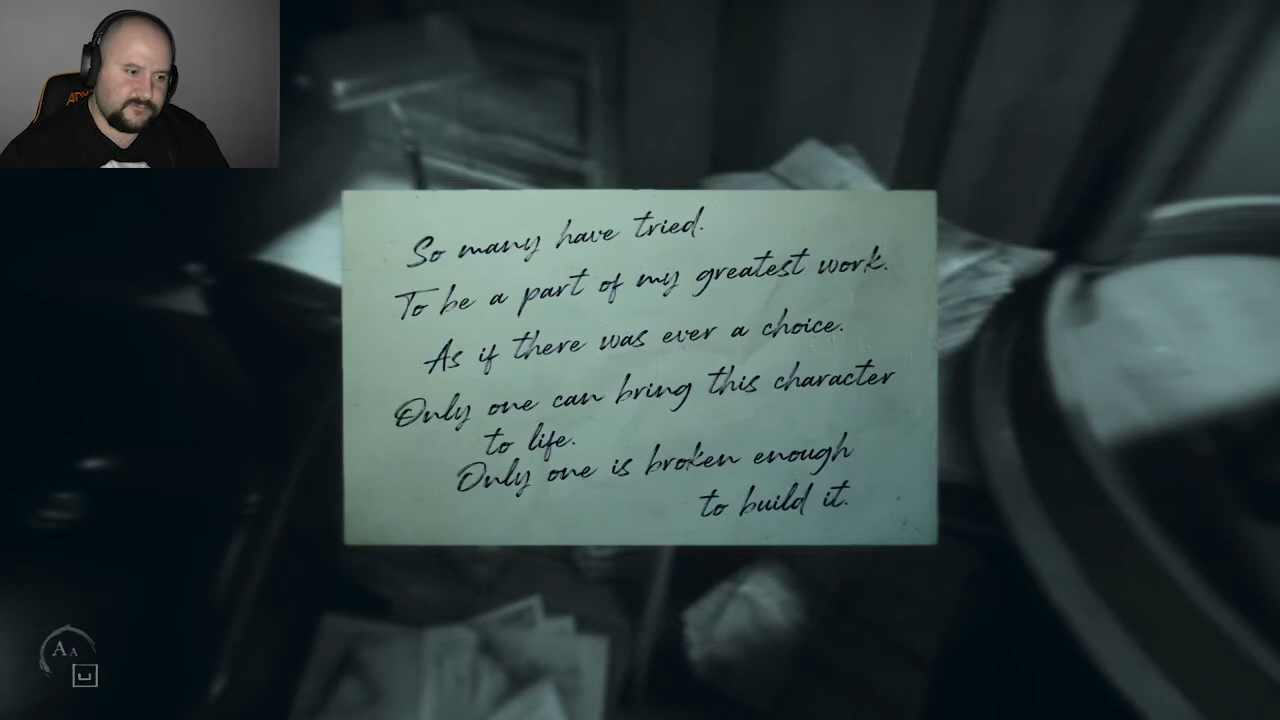 So many have tried.
To be a part of my greatest work.
As if there was ever a choice.
Only one can bring this character
to life.
Only one is broken enough
to build it.
AA